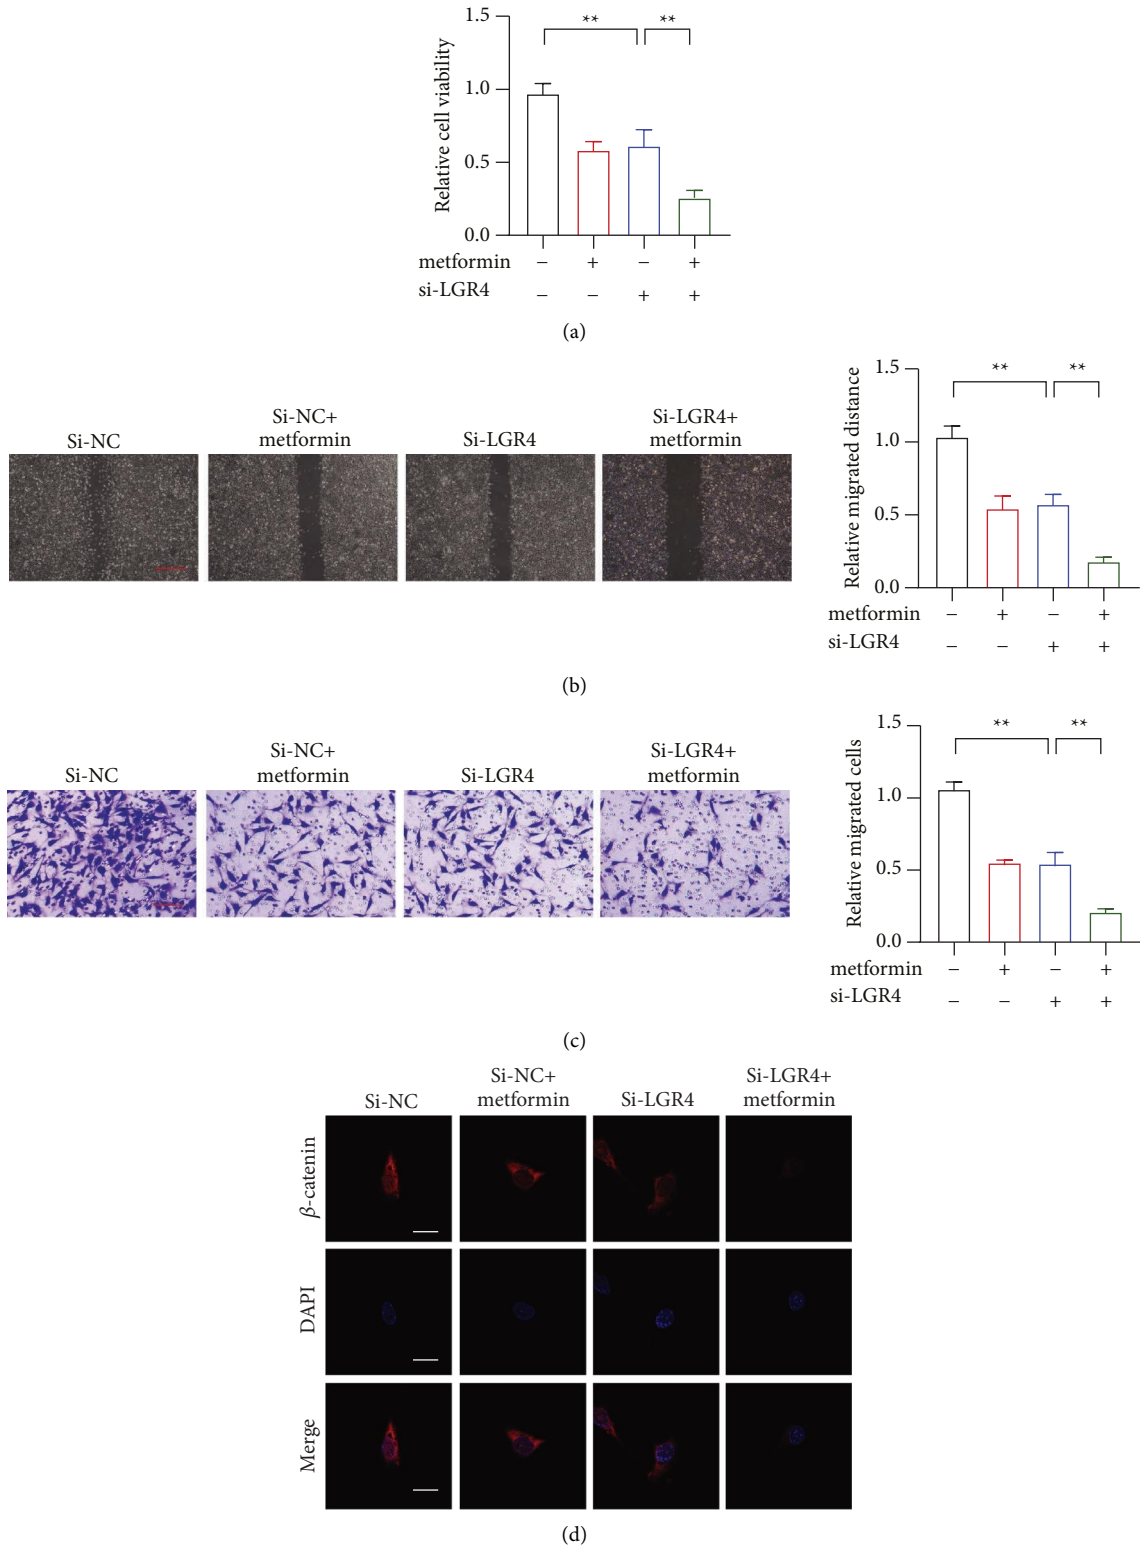 1.5
1.0
0.5
0.0
Relative cell viability
** **
metformin − + − +
si-LGR4 − − + +
(a)
Si-NC
Si-NC+
metformin
Si-LGR4
Si-LGR4+
metformin
1.5
1.0
0.5
0.0
Relative migrated distance
** **
metformin − + − +
si-LGR4 − − + +
(b)
Si-NC
Si-NC+
metformin
Si-LGR4
Si-LGR4+
metformin
1.5
1.0
0.5
0.0
Relative migrated cells
** **
metformin − + − +
si-LGR4 − − + +
(c)
Si-NC
Si-NC+
metformin
Si-LGR4
Si-LGR4+
metformin
β-catenin
DAPI
Merge
(d)